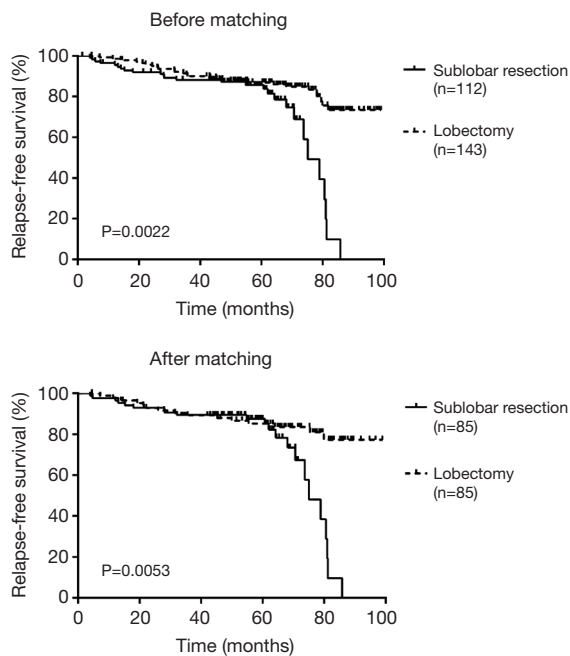 Before matching
Relapse-free survival (%)
100
80
60
40
20
0
P=0.0022
0 20 40 60 80 100
Time (months)
Sublobar resection
(n=112)
Lobectomy
(n=143)
After matching
Relapse-free survival (%)
100
80
60
40
20
0
P=0.0053
0 20 40 60 80 100
Time (months)
Sublobar resection
(n=85)
Lobectomy
(n=85)